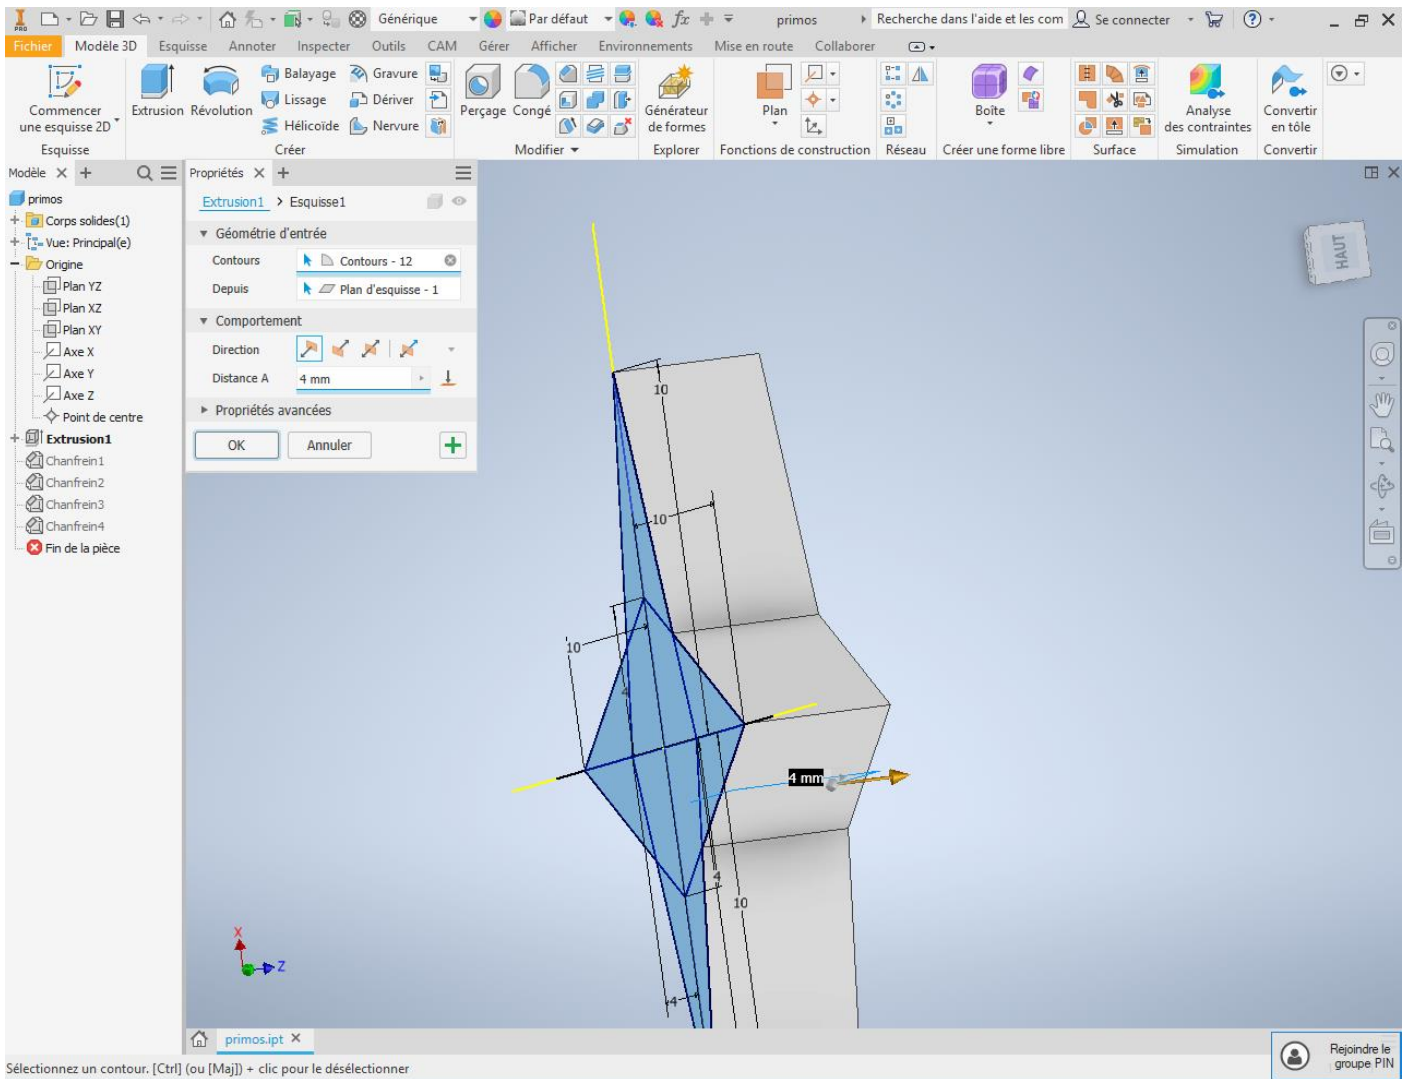 PRO
Générique
Par défaut
fx
primos
Recherche dans l'aide et les com
Se connecter
Fichier
Modèle 3D
Esquisse
Annoter
Inspecter
Outils
CAM
Gérer
Afficher
Environnements
Mise en route
Collaborer
Commencer
une esquisse 2D
Extrusion
Révolution
Balayage
Gravure
Lissage
Dériver
Hélicoïde
Nervure
Perçage
Congé
Générateur
de formes
Plan
Boîte
Analyse
des contraintes
Convertir
en tôle
Esquisse
Créer
Modifier
Explorer
Fonctions de construction
Réseau
Créer une forme libre
Surface
Simulation
Convertir
Modèle
primos
Corps solides(1)
Vue: Principal(e)
Origine
Plan YZ
Plan XZ
Plan XY
Axe X
Axe Y
Axe Z
Point de centre
Extrusion1
Chanfrein1
Chanfrein2
Chanfrein3
Chanfrein4
Fin de la pièce
Propriétés
Extrusion1 > Esquisse1
Géométrie d'entrée
Contours
Contours - 12
Depuis
Plan d'esquisse - 1
Comportement
Direction
Distance A
4 mm
Propriétés avancées
OK
Annuler
HAUT
10
10
10
4
4 mm
4
10
4
X
Z
primos.ipt
Sélectionnez un contour. [Ctrl] (ou [Maj]) + clic pour le désélectionner
Rejoindre le
groupe PIN